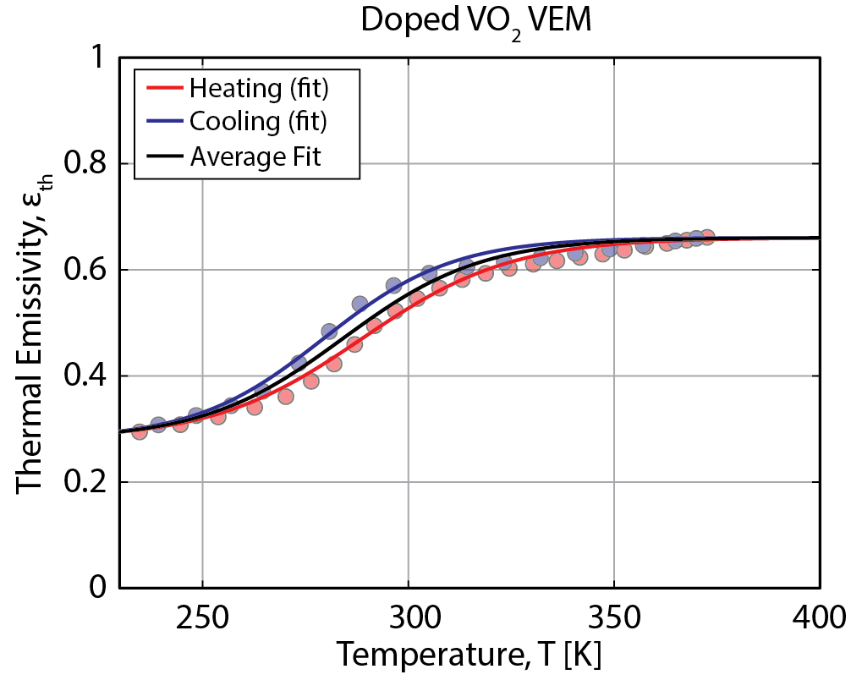 Doped VO₂ VEM
1
Heating (fit)
Cooling (fit)
Average Fit
0.8
0.6
0.4
0.2
0
Thermal Emissivity, ε_th
250
300
350
400
Temperature, T [K]